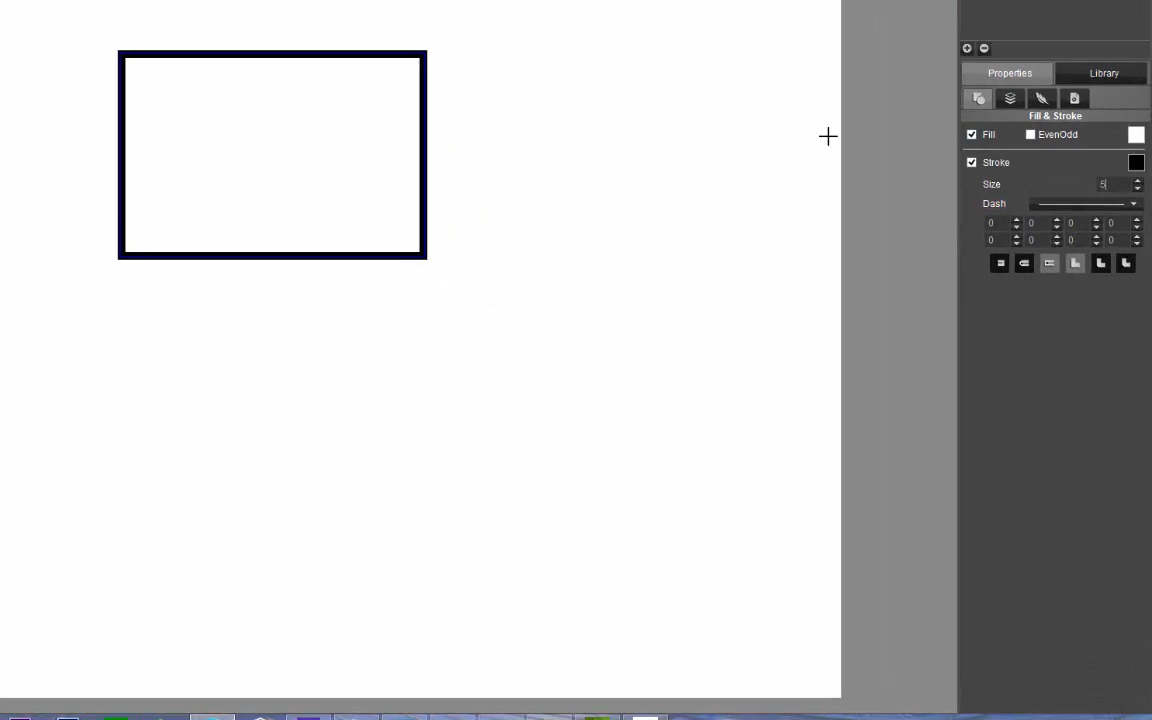 Properties Library
Fill & Stroke
Fill EvenOdd
Stroke
Size 5
Dash
0 0 0 0
0 0 0 0